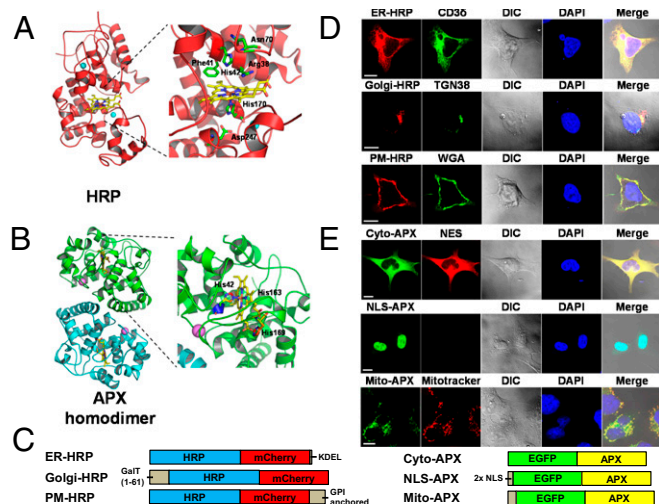 A
Asn70
Phe41
His42
Arg38
His170
Asp247
HRP
B
His42
His163
His169
APX
homodimer
C
ER-HRP
HRP
mCherry
KDEL
Golgi-HRP
GalT
(1-61)
HRP
mCherry
PM-HRP
HRP
mCherry
GPI
anchored
D
ER-HRP CD3δ DIC DAPI Merge
Golgi-HRP TGN38 DIC DAPI Merge
PM-HRP WGA DIC DAPI Merge
E
Cyto-APX NES DIC DAPI Merge
NLS-APX DIC DAPI Merge
Mito-APX Mitotracker DIC DAPI Merge
Cyto-APX
EGFP
APX
NLS-APX
2x NLS
EGFP
APX
Mito-APX
EGFP
APX